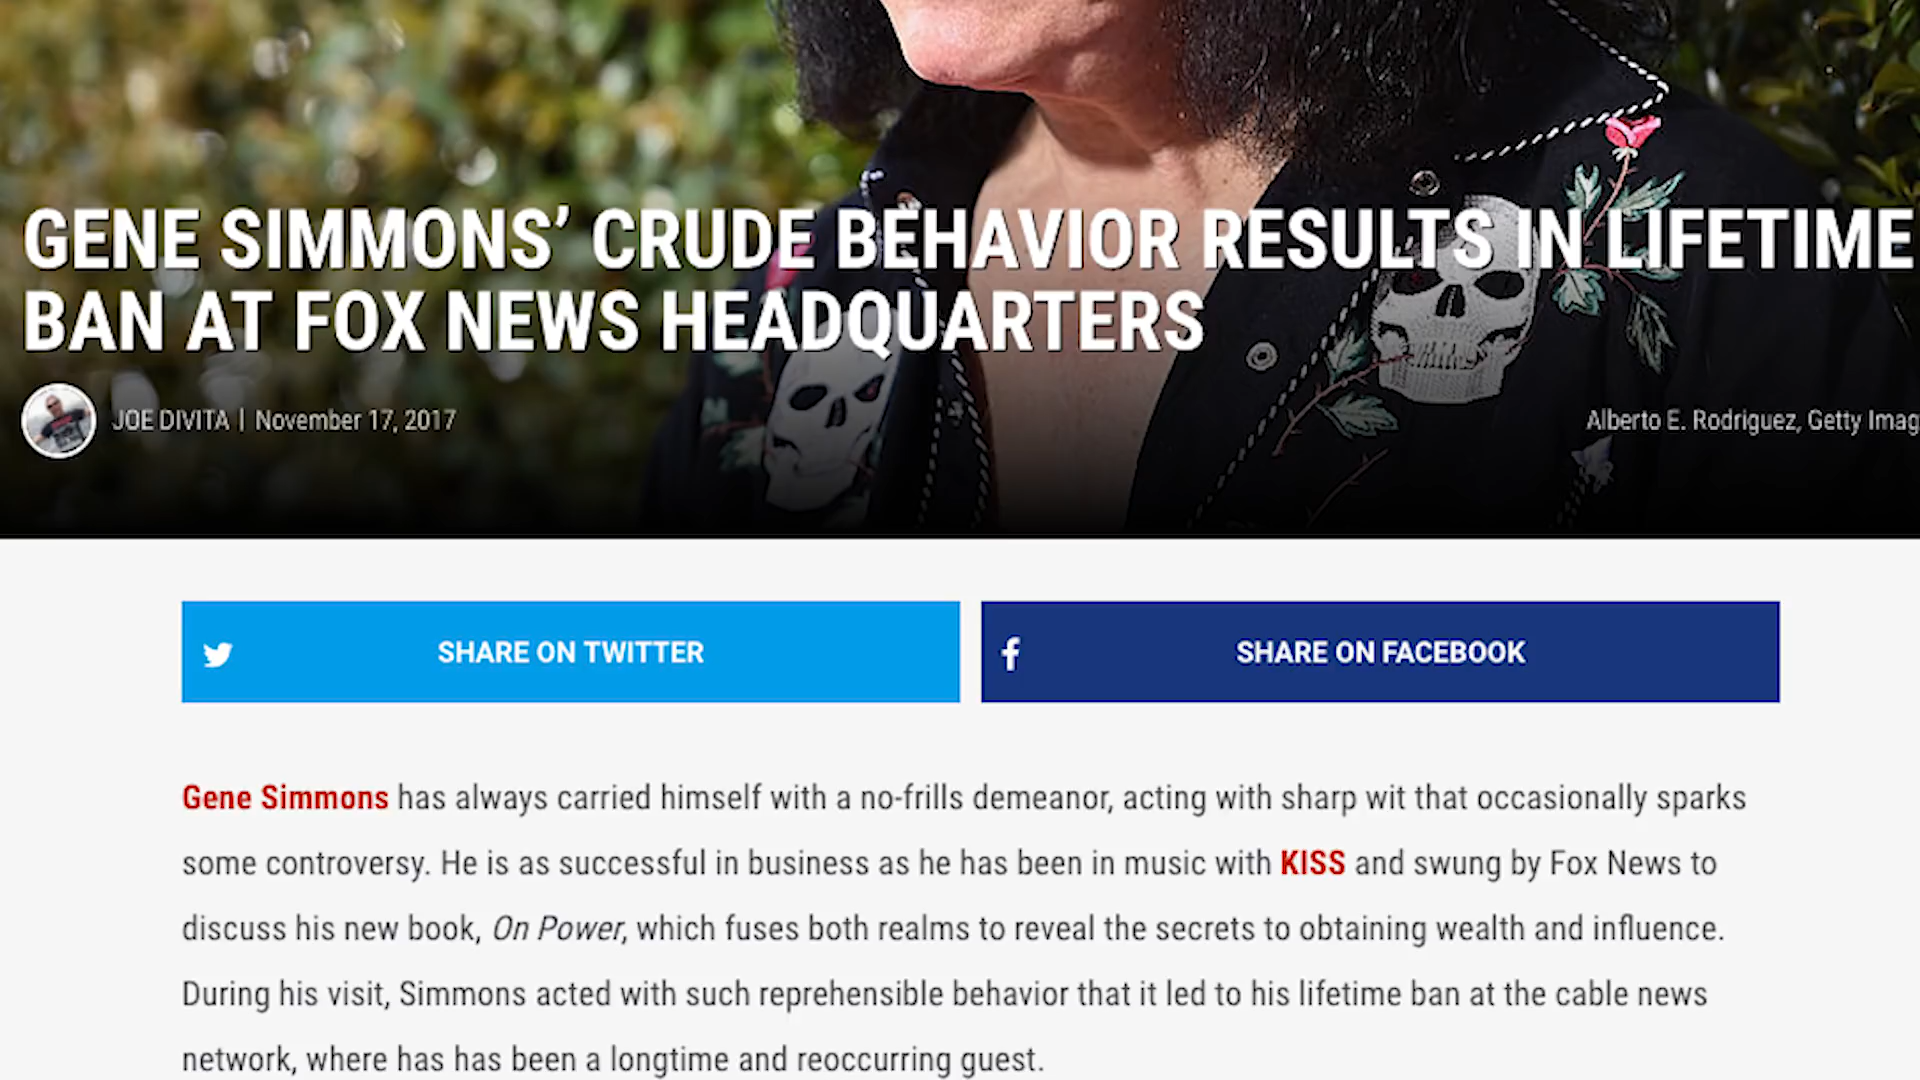 GENE SIMMONS’ CRUDE BEHAVIOR RESULTS IN LIFETIME
BAN AT FOX NEWS HEADQUARTERS
JOE DIVITA | November 17, 2017
Alberto E. Rodriguez, Getty Imag
SHARE ON TWITTER
SHARE ON FACEBOOK
Gene Simmons has always carried himself with a no-frills demeanor, acting with sharp wit that occasionally sparks
some controversy. He is as successful in business as he has been in music with KISS and swung by Fox News to
discuss his new book, On Power, which fuses both realms to reveal the secrets to obtaining wealth and influence.
During his visit, Simmons acted with such reprehensible behavior that it led to his lifetime ban at the cable news
network, where has has been a longtime and reoccurring guest.